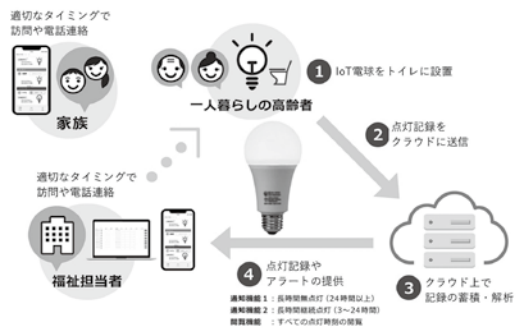 適切なタイミングで
訪問や電話連絡
家族
一人暮らしの高齢者
1 IoT電球をトイレに設置
2 点灯記録を
クラウドに送信
適切なタイミングで
訪問や電話連絡
福祉担当者
4 点灯記録や
アラートの提供
通知機能1：長時間無点灯（24時間以上）
通知機能2：長時間継続点灯（3～24時間）
閲覧機能　：すべての点灯時刻の閲覧
3 クラウド上で
記録の蓄積・解析